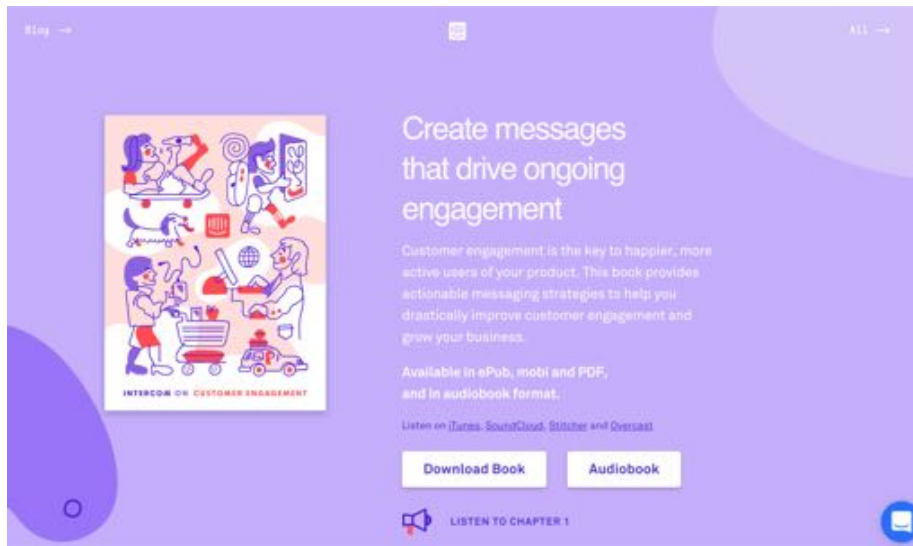 Blog →
All →
Create messages
that drive ongoing
engagement
Customer engagement is the key to happier, more
active users of your product. This book provides
actionable messaging strategies to help you
drastically improve customer engagement and
grow your business.
Available in ePub, mobi and PDF,
and in audiobook format.
Listen on iTunes, SoundCloud, Stitcher and Overcast
Download Book
Audiobook
LISTEN TO CHAPTER 1
INTERCOM ON CUSTOMER ENGAGEMENT